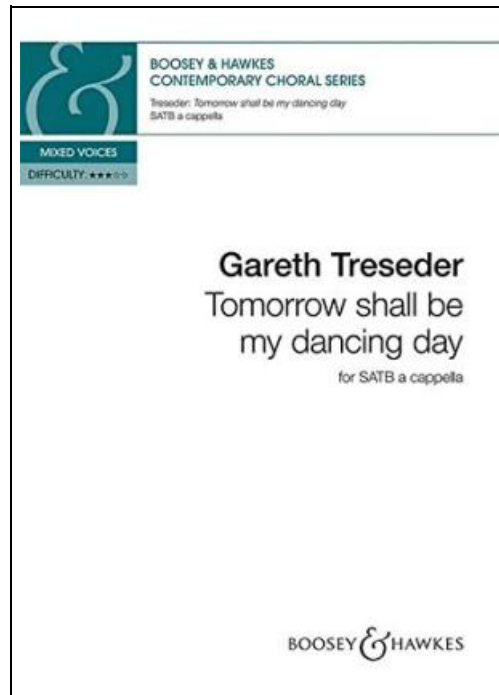 BOOSEY & HAWKES
CONTEMPORARY CHORAL SERIES
Treseder: Tomorrow shall be my dancing day
SATB a cappella
MIXED VOICES
DIFFICULTY: ★★★☆☆
Gareth Treseder
Tomorrow shall be
my dancing day
for SATB a cappella
BOOSEY & HAWKES